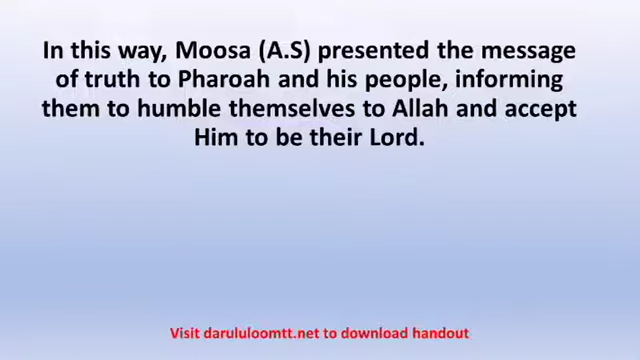 In this way, Moosa (A.S) presented the message
of truth to Pharoah and his people, informing
them to humble themselves to Allah and accept
Him to be their Lord.
Visit darululoomtt.net to download handout